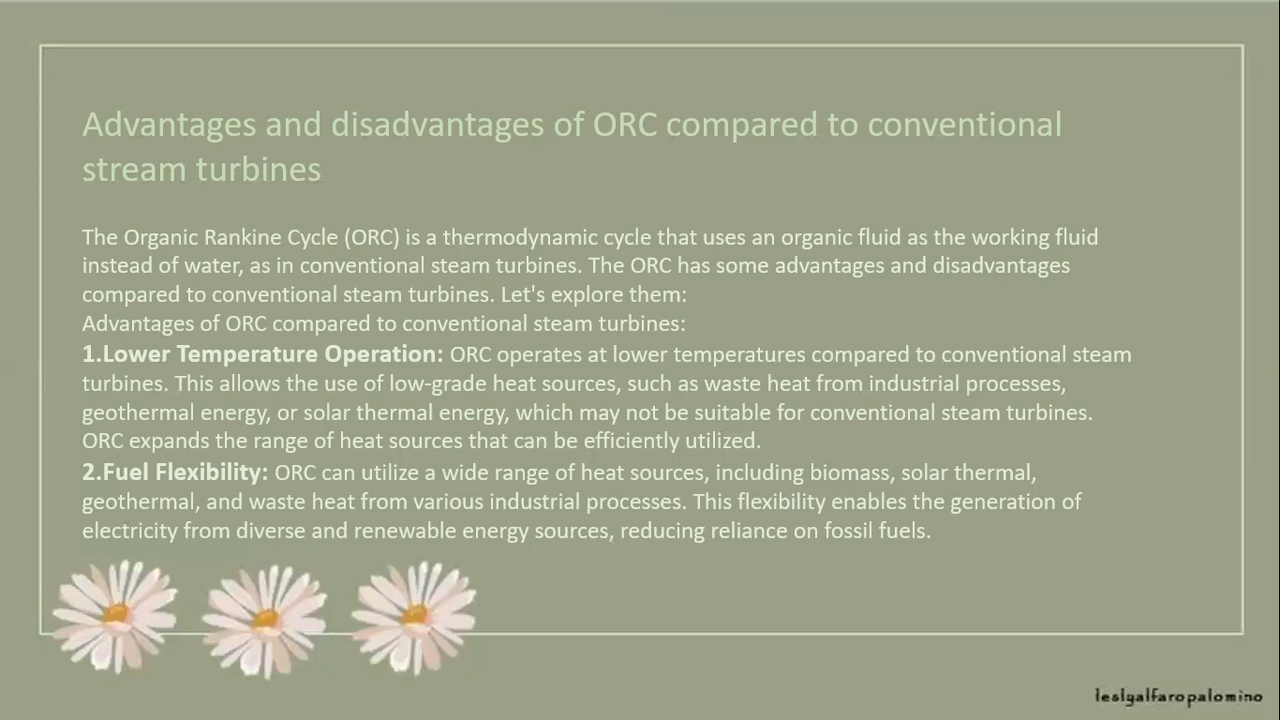 Advantages and disadvantages of ORC compared to conventional
stream turbines
The Organic Rankine Cycle (ORC) is a thermodynamic cycle that uses an organic fluid as the working fluid
instead of water, as in conventional steam turbines. The ORC has some advantages and disadvantages
compared to conventional steam turbines. Let's explore them:
Advantages of ORC compared to conventional steam turbines:
1.Lower Temperature Operation: ORC operates at lower temperatures compared to conventional steam
turbines. This allows the use of low-grade heat sources, such as waste heat from industrial processes,
geothermal energy, or solar thermal energy, which may not be suitable for conventional steam turbines.
ORC expands the range of heat sources that can be efficiently utilized.
2.Fuel Flexibility: ORC can utilize a wide range of heat sources, including biomass, solar thermal,
geothermal, and waste heat from various industrial processes. This flexibility enables the generation of
electricity from diverse and renewable energy sources, reducing reliance on fossil fuels.
leslyalfaropalomino